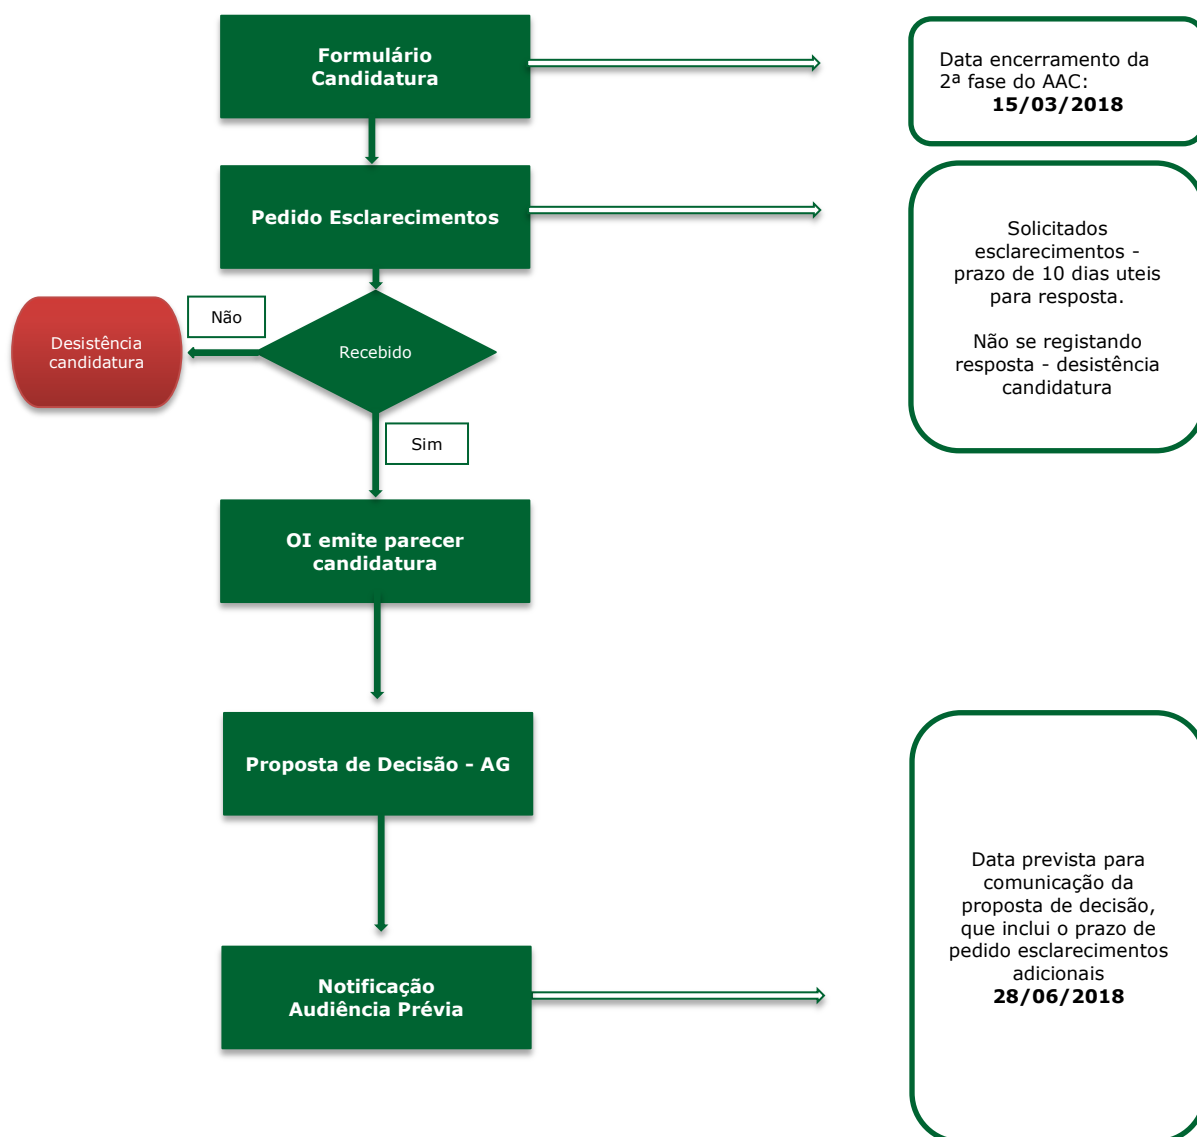 Formulário
Candidatura
Data encerramento da
2ª fase do AAC:
15/03/2018
Pedido Esclarecimentos
Solicitados
esclarecimentos -
prazo de 10 dias uteis
para resposta.
Não se registando
resposta - desistência
candidatura
Não
Desistência
candidatura
Recebido
Sim
OI emite parecer
candidatura
Proposta de Decisão - AG
Data prevista para
comunicação da
proposta de decisão,
que inclui o prazo de
pedido esclarecimentos
adicionais
28/06/2018
Notificação
Audiência Prévia